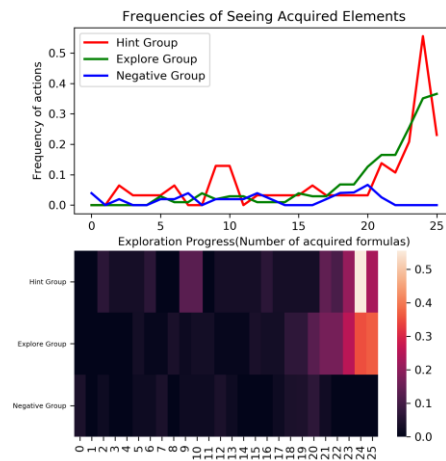 Frequencies of Seeing Acquired Elements
Hint Group
Explore Group
Negative Group
Frequency of actions
0.5
0.4
0.3
0.2
0.1
0.0
0 5 10 15 20 25
Exploration Progress(Number of acquired formulas)
Hint Group
Explore Group
Negative Group
0.5
0.4
0.3
0.2
0.1
0.0
0 1 2 3 4 5 6 7 8 9 10 11 12 13 14 15 16 17 18 19 20 21 22 23 24 25